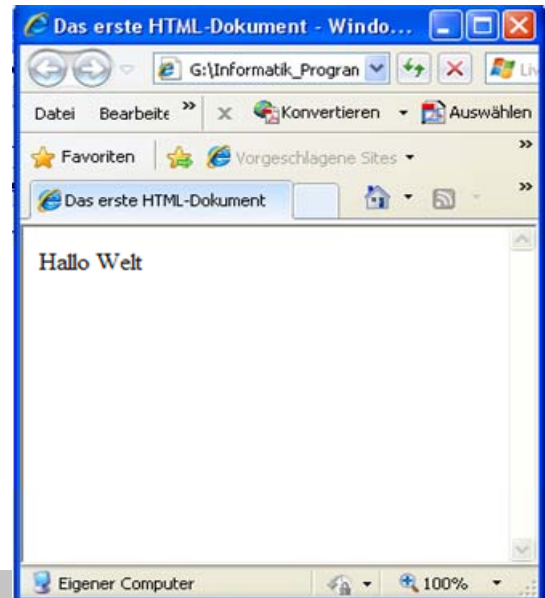 Das erste HTML-Dokument - Windo...
G:\Informatik_Progran
Datei Bearbeite » x Konvertieren Auswählen
Favoriten Vorgeschlagene Sites »
Das erste HTML-Dokument »
Hallo Welt
Eigener Computer 100%